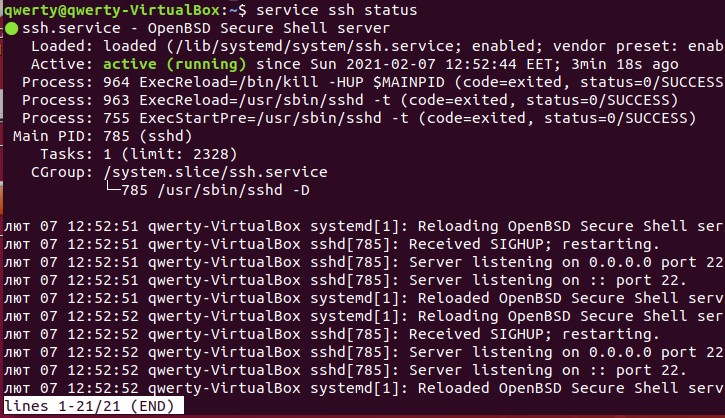 qwerty@qwerty-VirtualBox:~$ service ssh status
● ssh.service - OpenBSD Secure Shell server
   Loaded: loaded (/lib/systemd/system/ssh.service; enabled; vendor preset: enab
   Active: active (running) since Sun 2021-02-07 12:52:44 EET; 3min 18s ago
  Process: 964 ExecReload=/bin/kill -HUP $MAINPID (code=exited, status=0/SUCCESS
  Process: 963 ExecReload=/usr/sbin/sshd -t (code=exited, status=0/SUCCESS)
  Process: 755 ExecStartPre=/usr/sbin/sshd -t (code=exited, status=0/SUCCESS)
 Main PID: 785 (sshd)
    Tasks: 1 (limit: 2328)
   CGroup: /system.slice/ssh.service
           └─785 /usr/sbin/sshd -D
лют 07 12:52:51 qwerty-VirtualBox systemd[1]: Reloading OpenBSD Secure Shell ser
лют 07 12:52:51 qwerty-VirtualBox sshd[785]: Received SIGHUP; restarting.
лют 07 12:52:51 qwerty-VirtualBox sshd[785]: Server listening on 0.0.0.0 port 22
лют 07 12:52:51 qwerty-VirtualBox sshd[785]: Server listening on :: port 22.
лют 07 12:52:51 qwerty-VirtualBox systemd[1]: Reloaded OpenBSD Secure Shell serv
лют 07 12:52:52 qwerty-VirtualBox systemd[1]: Reloading OpenBSD Secure Shell ser
лют 07 12:52:52 qwerty-VirtualBox sshd[785]: Received SIGHUP; restarting.
лют 07 12:52:52 qwerty-VirtualBox sshd[785]: Server listening on 0.0.0.0 port 22
лют 07 12:52:52 qwerty-VirtualBox sshd[785]: Server listening on :: port 22.
лют 07 12:52:52 qwerty-VirtualBox systemd[1]: Reloaded OpenBSD Secure Shell serv
lines 1-21/21 (END)